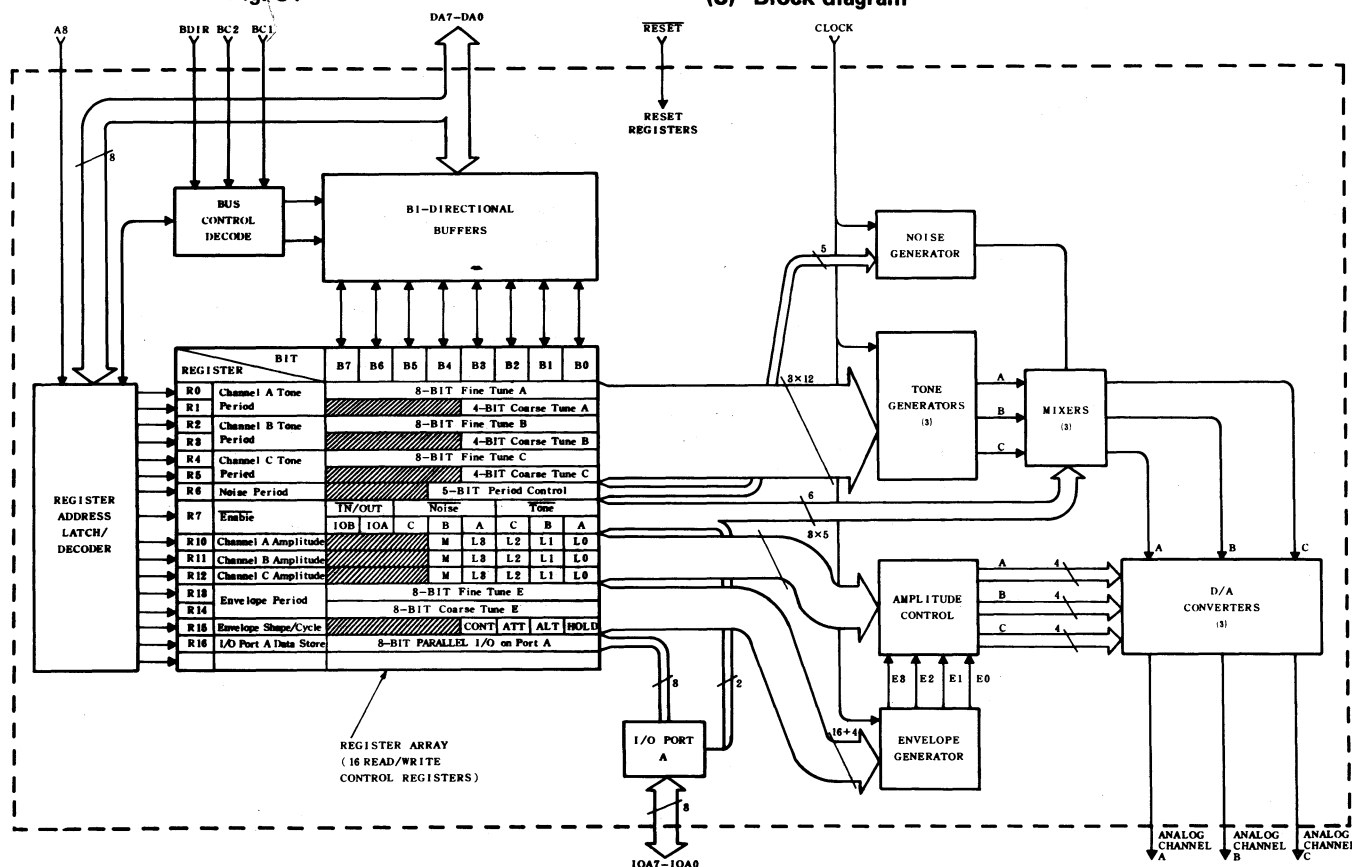 (C) Block diagram
A8
BDIR BC2 BC1
DA7-DA0
RESET
CLOCK
RESET
REGISTERS
8
BUS
CONTROL
DECODE
BI-DIRECTIONAL
BUFFERS
NOISE
GENERATOR
5
BIT
REGISTER
B7 B6 B5 B4 B3 B2 B1 B0
R0 Channel A Tone Period 8-BIT Fine Tune A
R1 4-BIT Coarse Tune A
R2 Channel B Tone Period 8-BIT Fine Tune B
R3 4-BIT Coarse Tune B
R4 Channel C Tone Period 8-BIT Fine Tune C
R5 4-BIT Coarse Tune C
R6 Noise Period 5-BIT Period Control
R7 Enable IN/OUT Noise Tone
IOB IOA C B A C B A
R10 Channel A Amplitude M L3 L2 L1 L0
R11 Channel B Amplitude M L3 L2 L1 L0
R12 Channel C Amplitude M L3 L2 L1 L0
R13 Envelope Period 8-BIT Fine Tune E
R14 8-BIT Coarse Tune E
R15 Envelope Shape/Cycle CONT ATT ALT HOLD
R16 I/O Port A Data Store 8-BIT PARALLEL I/O on Port A
REGISTER
ADDRESS
LATCH/
DECODER
3×12
TONE
GENERATORS
(3)
A
B
C
MIXERS
(3)
6
3×5
A
B
C
AMPLITUDE
CONTROL
A 4
B 4
C 4
D/A
CONVERTERS
(3)
E3 E2 E1 E0
16+4
ENVELOPE
GENERATOR
8
2
I/O PORT
A
REGISTER ARRAY
(16 READ/WRITE
CONTROL REGISTERS)
8
IOA7-IOA0
ANALOG
CHANNEL
A
ANALOG
CHANNEL
B
ANALOG
CHANNEL
C